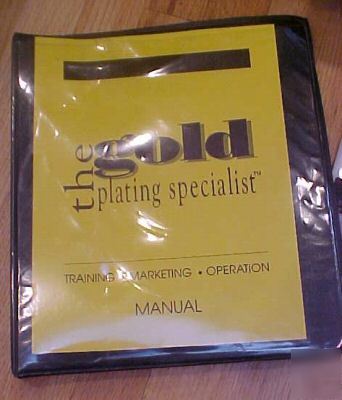 the gold
plating specialist™
TRAINING • MARKETING • OPERATION
MANUAL